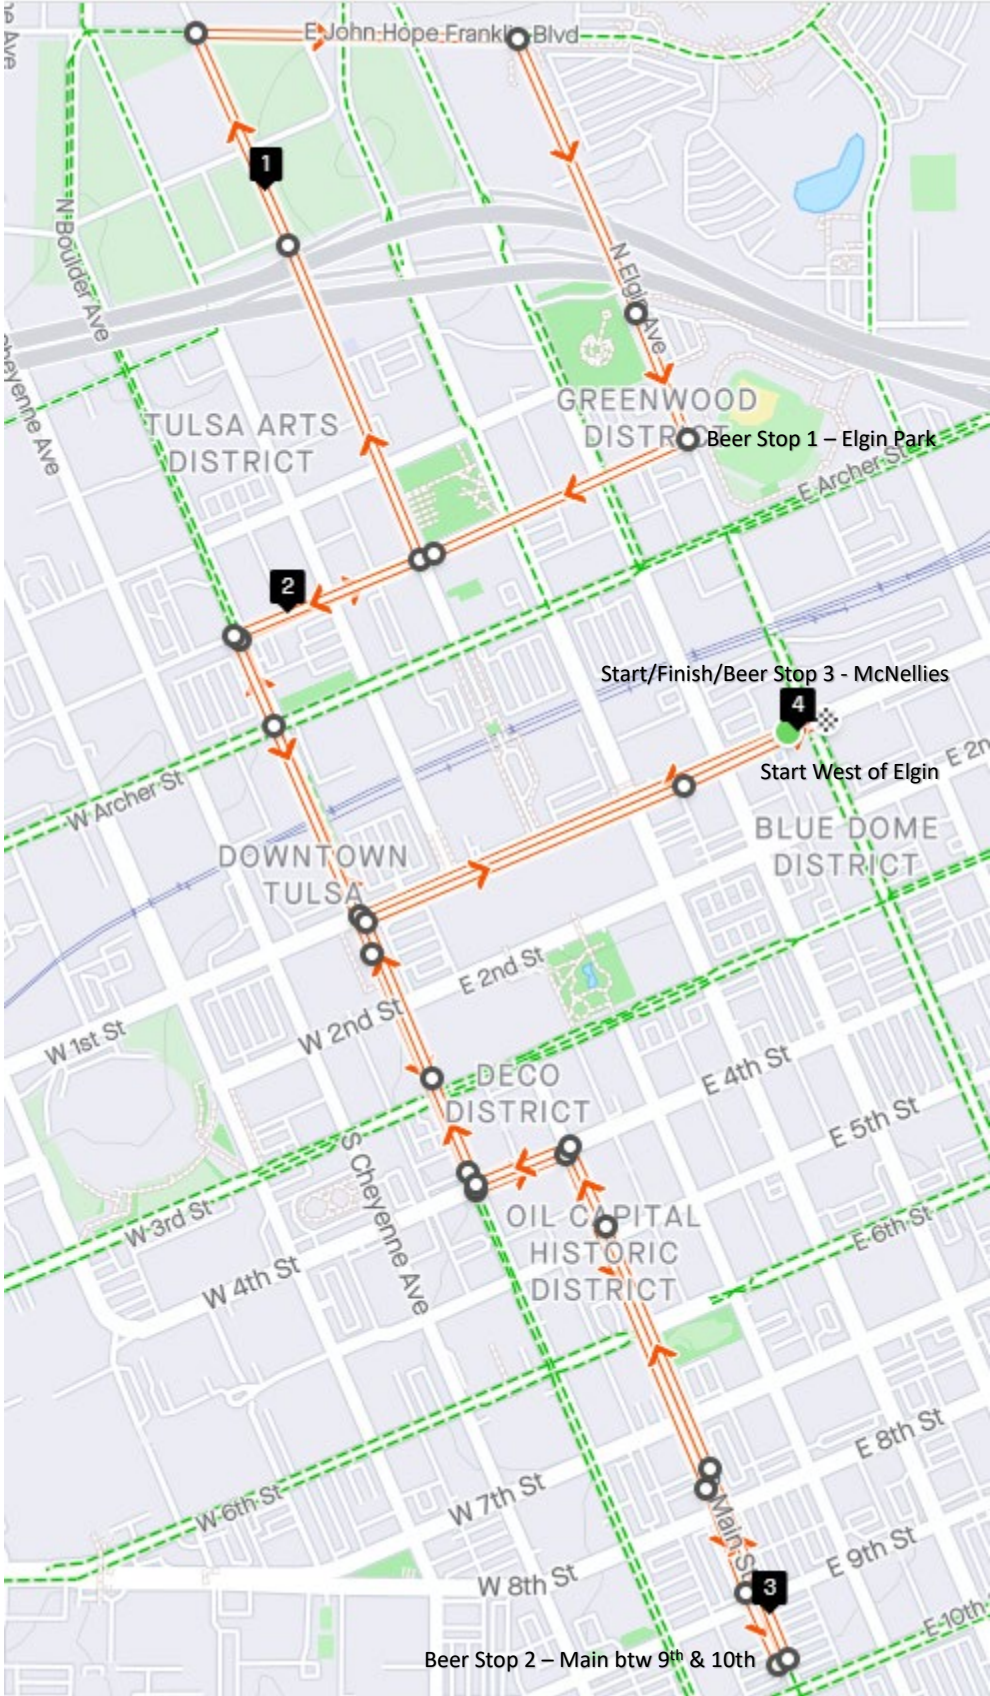 E John Hope Franklin Blvd
1
N Boulder Ave
N Elgin Ave
Cheyenne Ave
TULSA ARTS
DISTRICT
GREENWOOD
DISTRICT
Beer Stop 1 – Elgin Park
E Archer St
2
Start/Finish/Beer Stop 3 - McNellies
4
Start West of Elgin
E 2n
W Archer St
BLUE DOME
DISTRICT
DOWNTOWN
TULSA
E 2nd St
W 2nd St
W 1st St
DECO
DISTRICT
E 4th St
E 5th St
S Cheyenne Ave
W 3rd St
OIL CAPITAL
HISTORIC
DISTRICT
E 6th St
W 4th St
E 8th St
W 7th St
W 6th St
Main S
E 9th St
W 8th St
3
E 10th
Beer Stop 2 – Main btw 9th & 10th